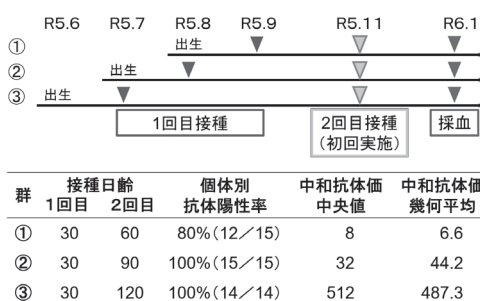 R5.6 R5.7 R5.8 R5.9 R5.11 R6.1
① 出生
② 出生
③ 出生
1回目接種 2回目接種 採血
(初回実施)
群 接種日齢 個体別 中和抗体価 中和抗体価
1回目 2回目 抗体陽性率 中央値 幾何平均
① 30 60 80%(12/15) 8 6.6
② 30 90 100%(15/15) 32 44.2
③ 30 120 100%(14/14) 512 487.3